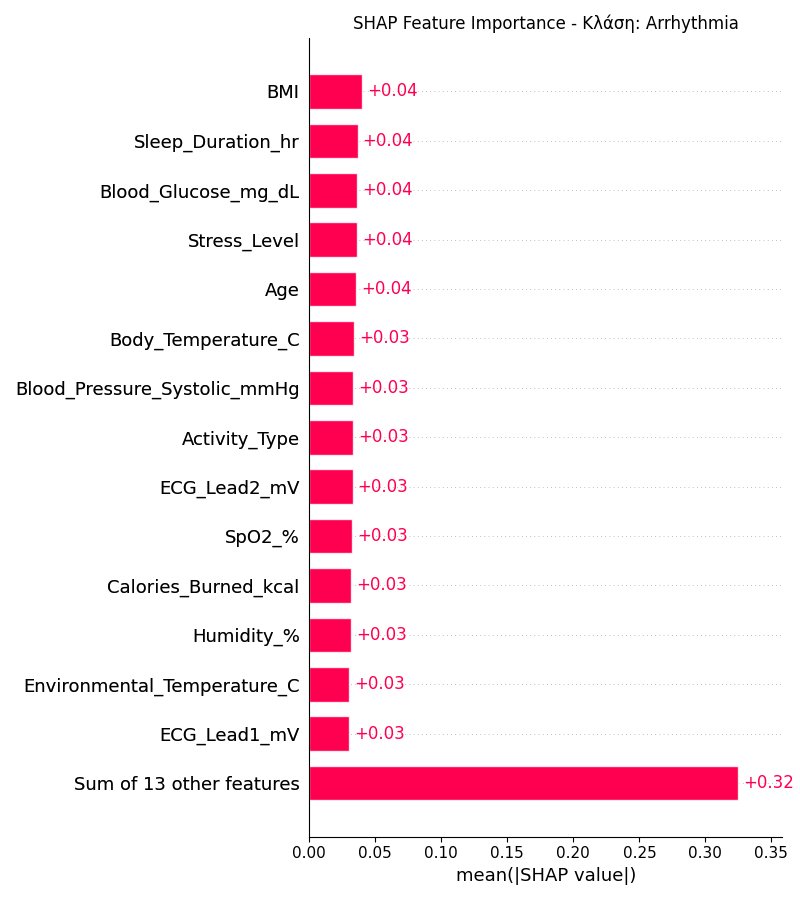 SHAP Feature Importance - Κλάση: Arrhythmia
BMI +0.04
Sleep_Duration_hr +0.04
Blood_Glucose_mg_dL +0.04
Stress_Level +0.04
Age +0.04
Body_Temperature_C +0.03
Blood_Pressure_Systolic_mmHg +0.03
Activity_Type +0.03
ECG_Lead2_mV +0.03
SpO2_% +0.03
Calories_Burned_kcal +0.03
Humidity_% +0.03
Environmental_Temperature_C +0.03
ECG_Lead1_mV +0.03
Sum of 13 other features +0.32
0.00 0.05 0.10 0.15 0.20 0.25 0.30 0.35
mean(|SHAP value|)